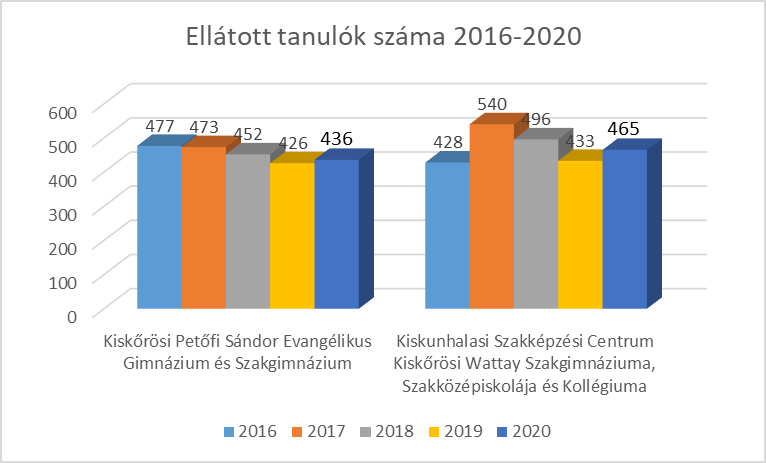 Ellátott tanulók száma 2016-2020
600
500
400
300
200
100
0
477 473 452 426 436
428 540 496 433 465
Kiskőrösi Petőfi Sándor Evangélikus
Gimnázium és Szakgimnázium
Kiskunhalasi Szakképzési Centrum
Kiskőrösi Wattay Szakgimnáziuma,
Szakközépiskolája és Kollégiuma
2016 2017 2018 2019 2020